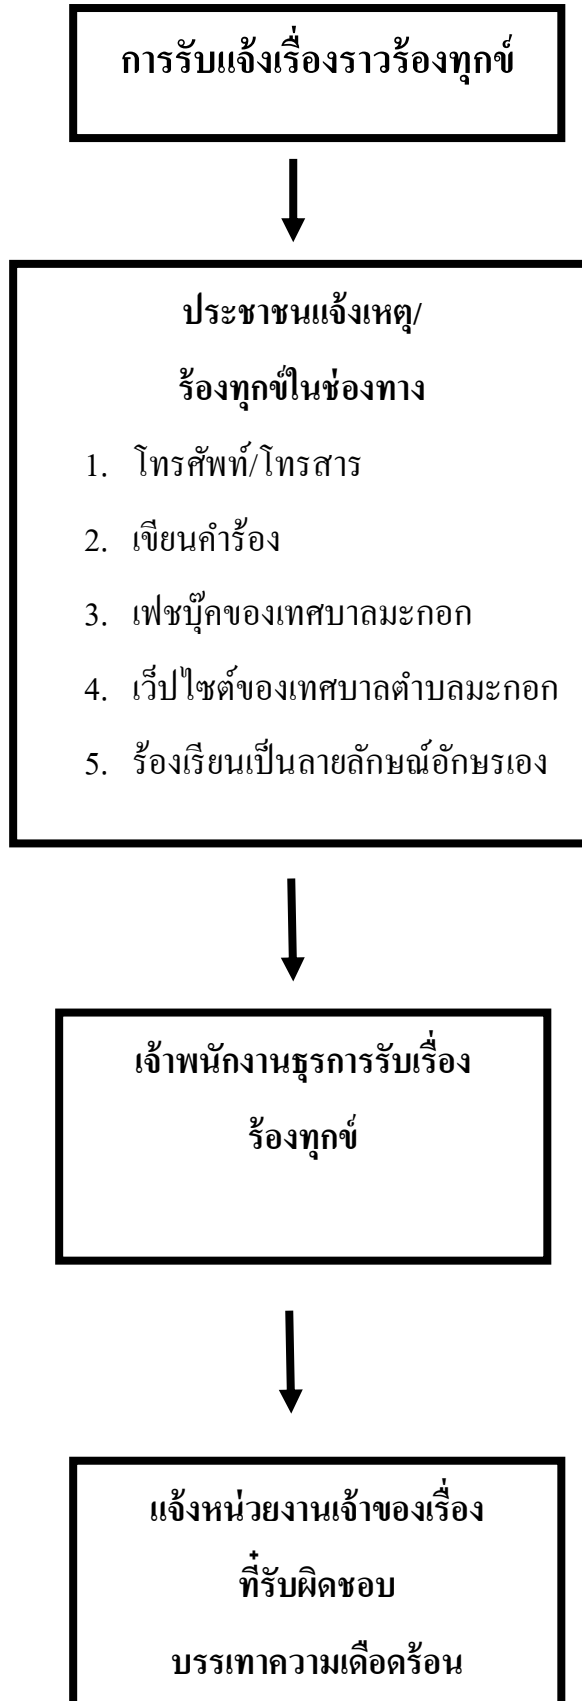 การรับแจ้งเรื่องราวร้องทุกข์
ประชาชนแจ้งเหตุ/
ร้องทุกข์ในช่องทาง
1. โทรศัพท์/โทรสาร
2. เขียนคำร้อง
3. เฟชบุ๊คของเทศบาลมะกอก
4. เว็ปไซต์ของเทศบาลตำบลมะกอก
5. ร้องเรียนเป็นลายลักษณ์อักษรเอง
เจ้าพนักงานธุรการรับเรื่อง
ร้องทุกข์
แจ้งหน่วยงานเจ้าของเรื่อง
ที๋รับผิดชอบ
บรรเทาความเดือดร้อน